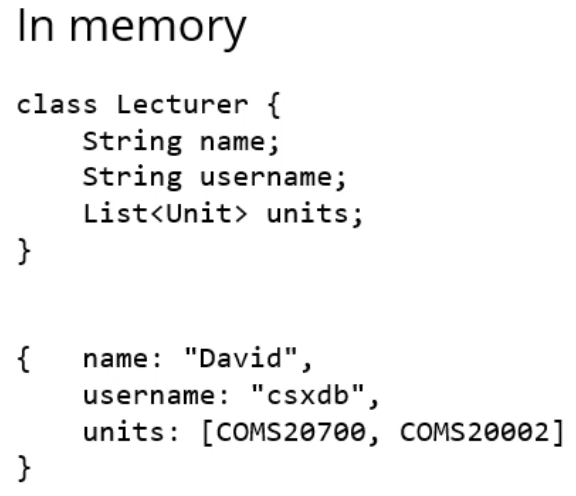 In memory
class Lecturer {
    String name;
    String username;
    List<Unit> units;
}
{   name: "David",
    username: "csxdb",
    units: [COMS20700, COMS20002]
}